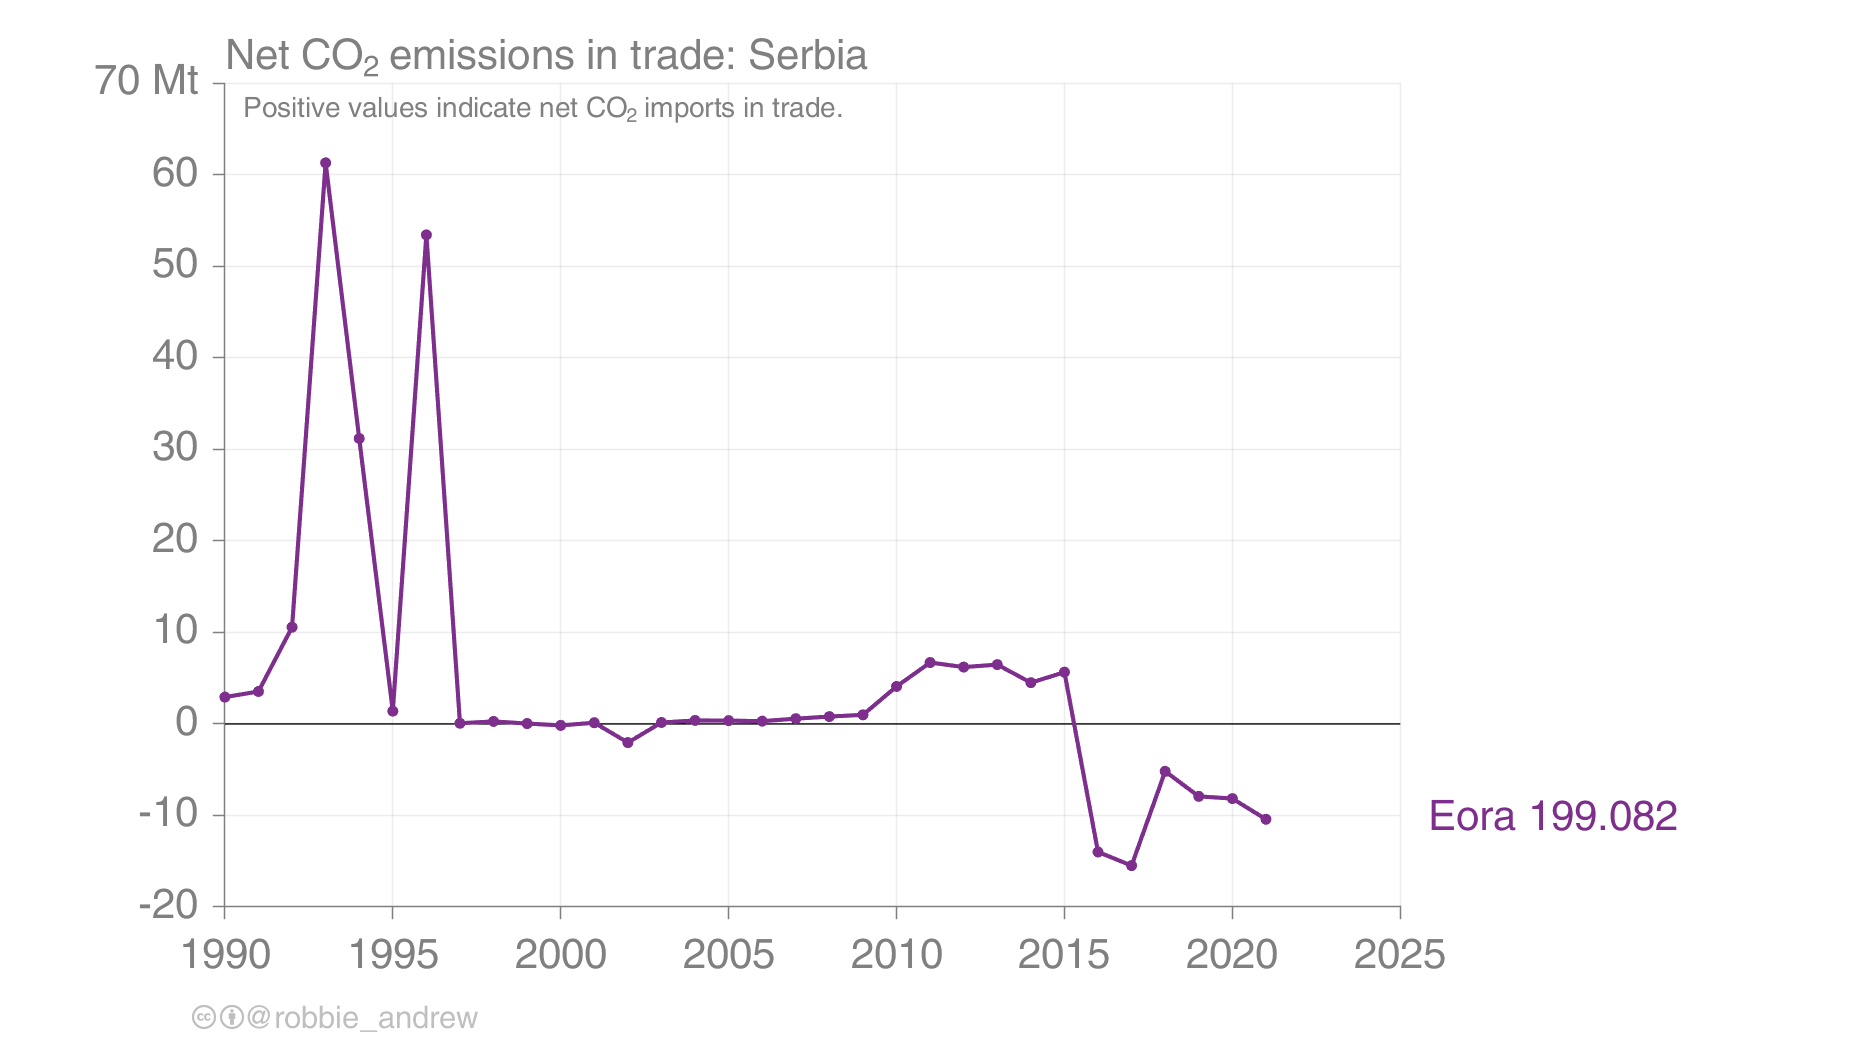 Net CO₂ emissions in trade: Serbia
70 Mt
Positive values indicate net CO₂ imports in trade.
60
50
40
30
20
10
0
-10
Eora 199.082
-20
1990 1995 2000 2005 2010 2015 2020 2025
@robbie_andrew